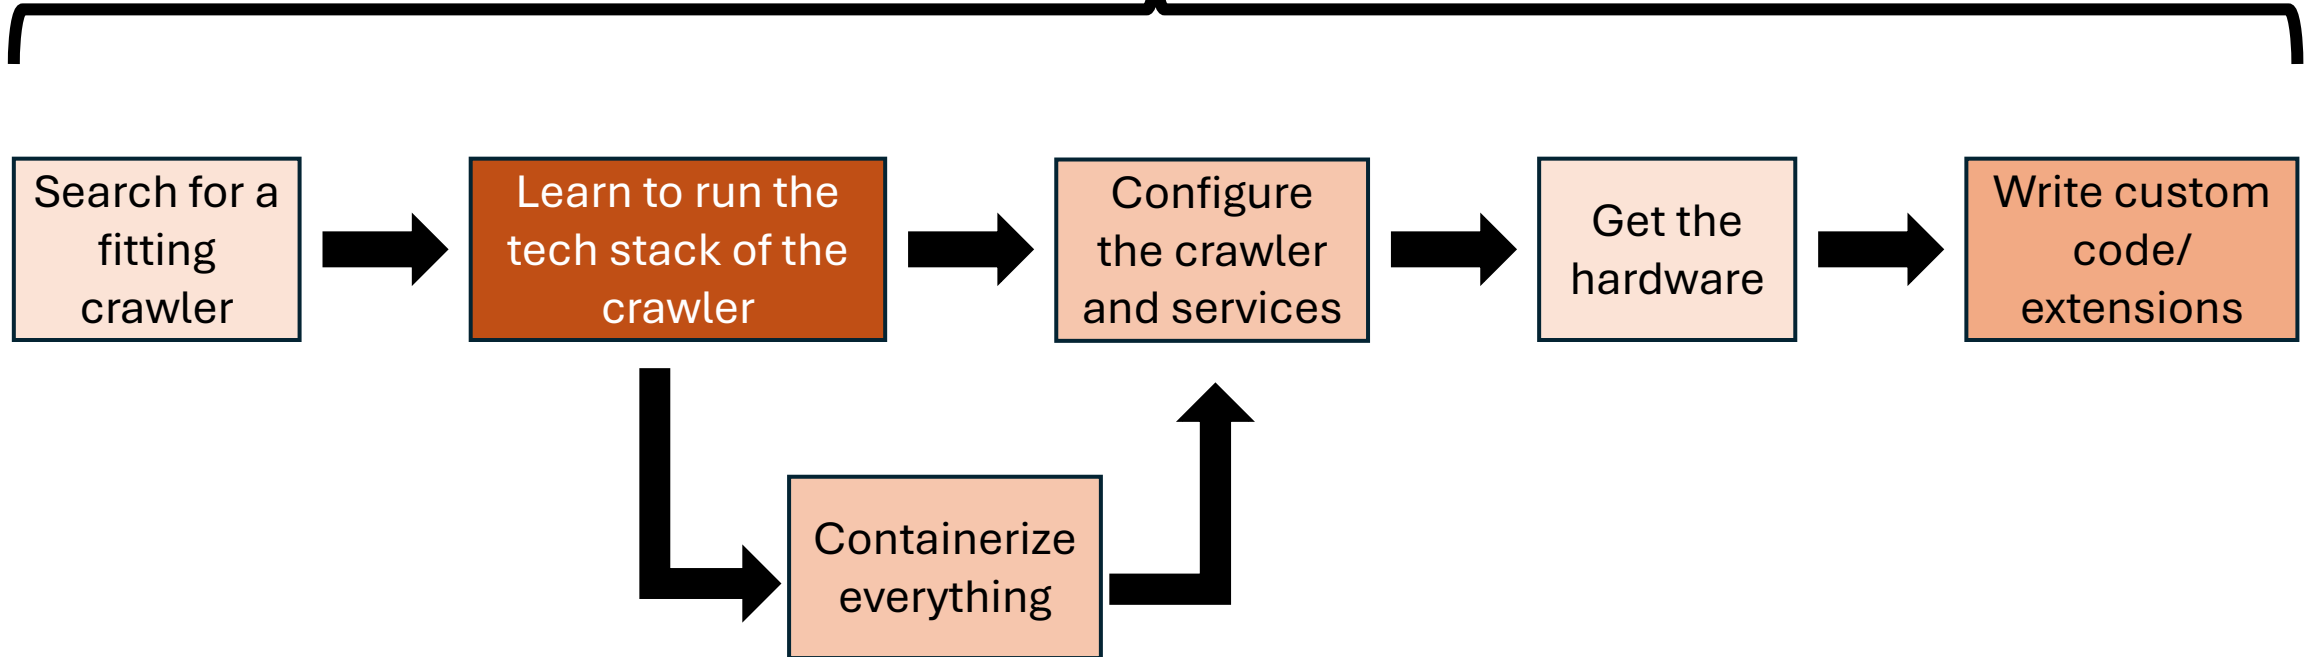 Search for a
fitting
crawler
Learn to run the
tech stack of the
crawler
Configure
the crawler
and services
Get the
hardware
Write custom
code/
extensions
Containerize
everything